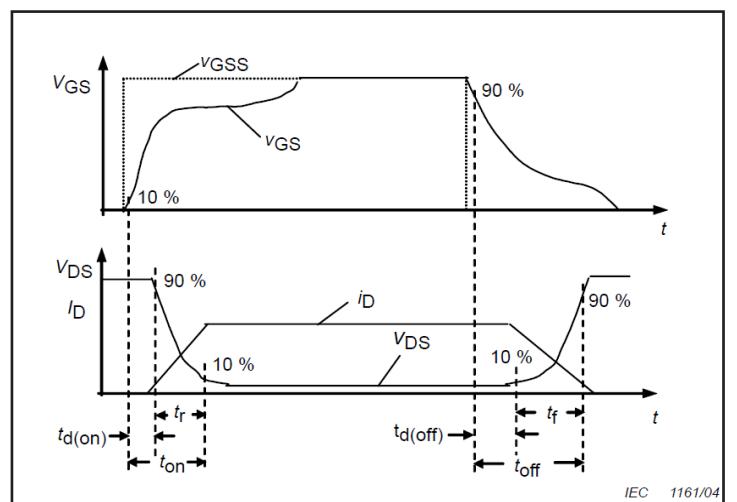 vGSS
VGS
90 %
vGS
10 %
t
VDS
90 %
ID
iD
90 %
VDS
10 %
10 %
tr
tf
t
td(on)
td(off)
ton
toff
IEC 1161/04